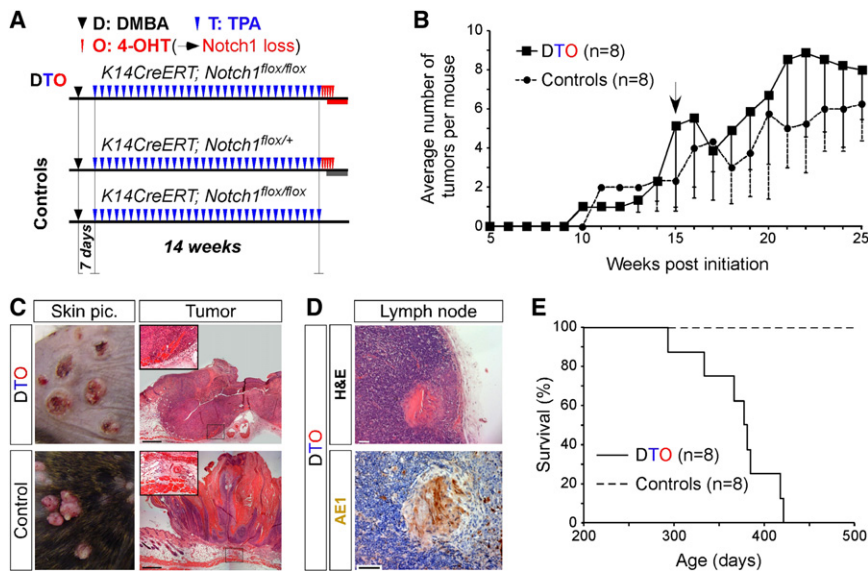 A
D: DMBA T: TPA
O: 4-OHT( Notch1 loss)
DTO
K14CreERT; Notch1flox/flox
Controls
K14CreERT; Notch1flox/+
K14CreERT; Notch1flox/flox
7 days
14 weeks
B
Average number of
tumors per mouse
10
8
6
4
2
0
DTO (n=8)
Controls (n=8)
5 10 15 20 25
Weeks post initiation
C
Skin pic. Tumor
DTO
Control
D
Lymph node
DTO
H&E
AE1
E
Survival (%)
100
80
60
40
20
0
DTO (n=8)
Controls (n=8)
200 300 400 500
Age (days)